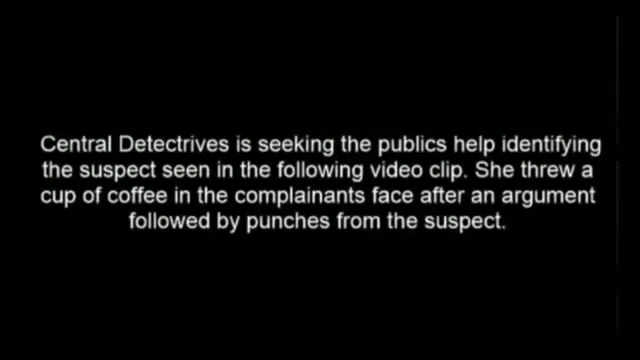 Central Detectrives is seeking the publics help identifying
the suspect seen in the following video clip. She threw a
cup of coffee in the complainants face after an argument
followed by punches from the suspect.